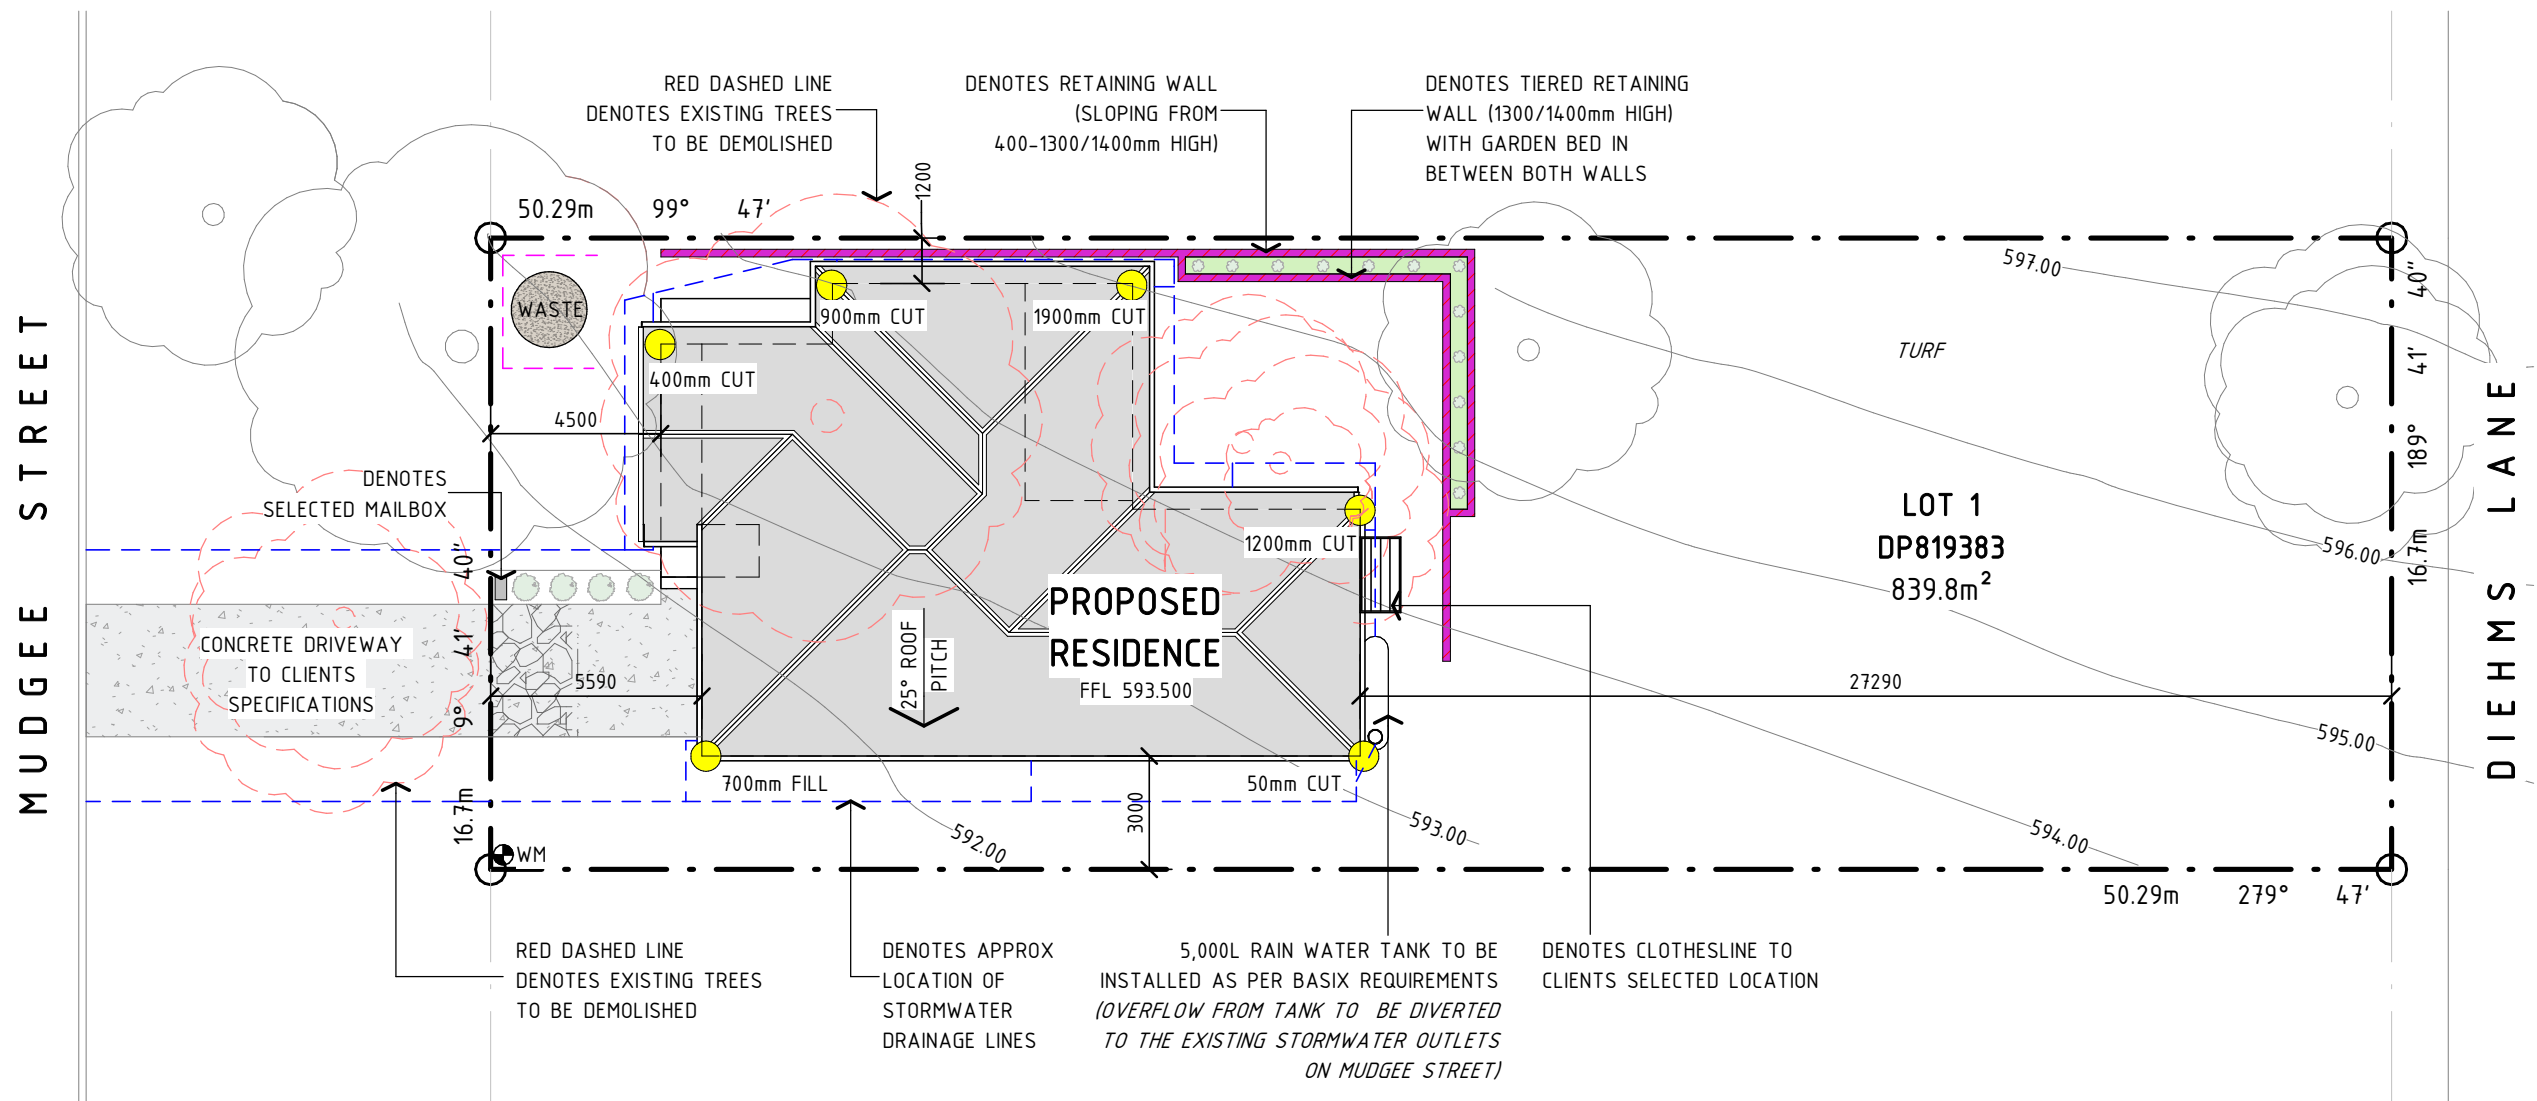 RED DASHED LINE
DENOTES EXISTING TREES
TO BE DEMOLISHED
DENOTES RETAINING WALL
(SLOPING FROM
400-1300/1400mm HIGH)
DENOTES TIERED RETAINING
WALL (1300/1400mm HIGH)
WITH GARDEN BED IN
BETWEEN BOTH WALLS
1200
50.29m 99° 47'
WASTE
900mm CUT
1900mm CUT
400mm CUT
4500
DENOTES
SELECTED MAILBOX
MUDGEE STREET
16.7m 9° 41' 40"
CONCRETE DRIVEWAY
TO CLIENTS
SPECIFICATIONS
5590
25° ROOF
PITCH
1200mm CUT
PROPOSED
RESIDENCE
FFL 593.500
700mm FILL
50mm CUT
3000
WM
592.00
593.00
594.00
595.00
596.00
597.00
TURF
LOT 1
DP819383
839.8m²
27290
16.7m 189° 41' 40"
DIEHMS LANE
50.29m 279° 47'
RED DASHED LINE
DENOTES EXISTING TREES
TO BE DEMOLISHED
DENOTES APPROX
LOCATION OF
STORMWATER
DRAINAGE LINES
5,000L RAIN WATER TANK TO BE
INSTALLED AS PER BASIX REQUIREMENTS
(OVERFLOW FROM TANK TO BE DIVERTED
TO THE EXISTING STORMWATER OUTLETS
ON MUDGEE STREET)
DENOTES CLOTHESLINE TO
CLIENTS SELECTED LOCATION